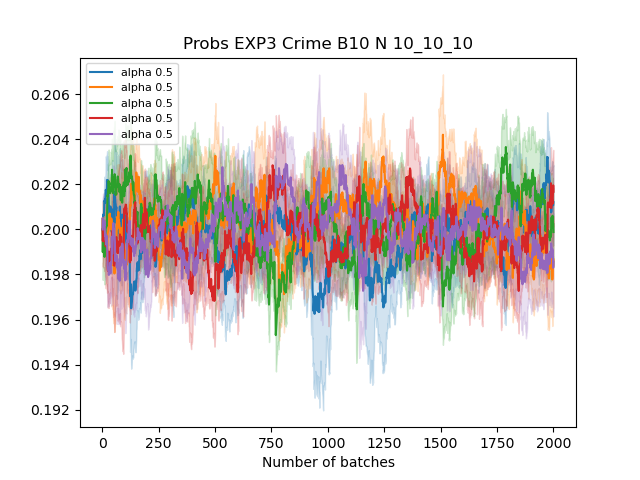 Probs EXP3 Crime B10 N 10_10_10
alpha 0.5
alpha 0.5
alpha 0.5
alpha 0.5
alpha 0.5
0.206
0.204
0.202
0.200
0.198
0.196
0.194
0.192
0 250 500 750 1000 1250 1500 1750 2000
Number of batches